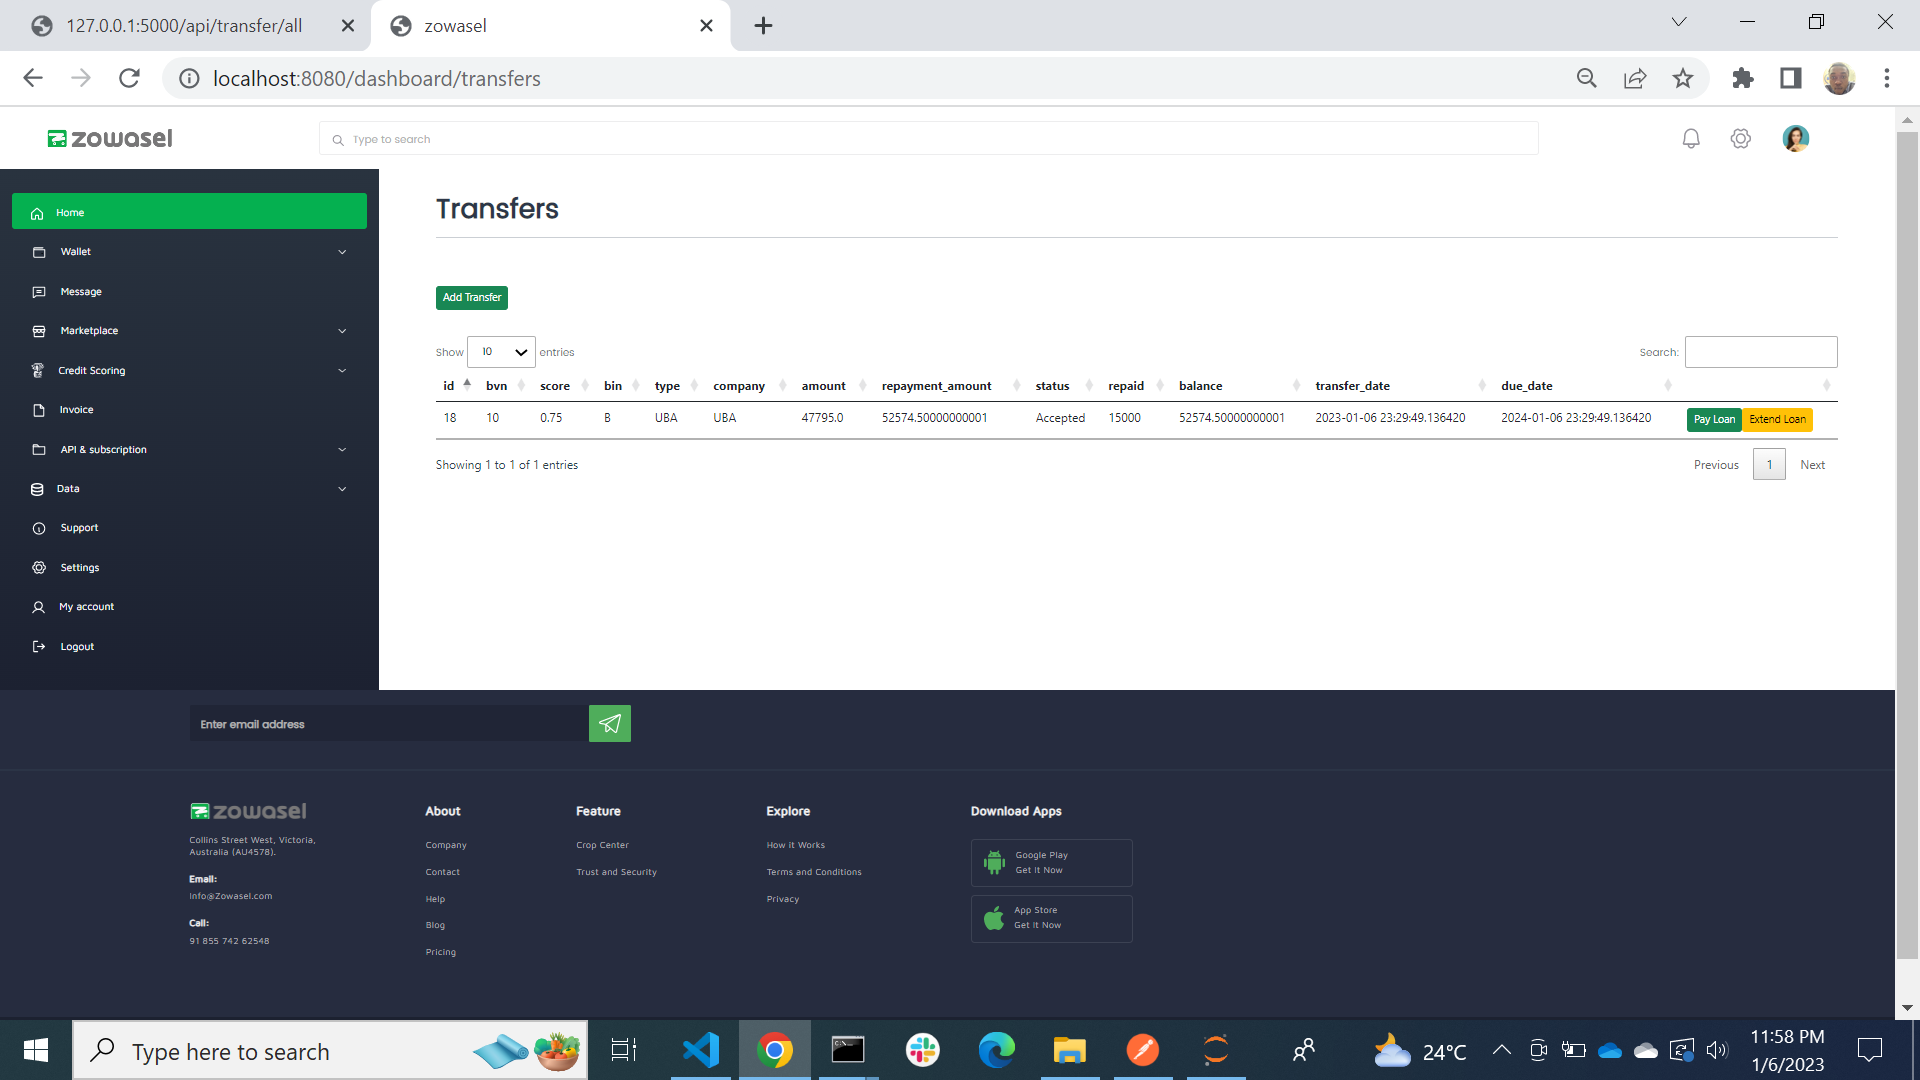 127.0.0.1:5000/api/transfer/all
zowasel
localhost:8080/dashboard/transfers
zowasel
Type to search
Home
Wallet
Message
Marketplace
Credit Scoring
Invoice
API & subscription
Data
Support
Settings
My account
Logout
Transfers
Add Transfer
Show 10 entries
Search:
id bvn score bin type company amount repayment_amount status repaid balance transfer_date due_date
18 10 0.75 B UBA UBA 47795.0 52574.50000000001 Accepted 15000 52574.50000000001 2023-01-06 23:29:49.136420 2024-01-06 23:29:49.136420 Pay Loan Extend Loan
Showing 1 to 1 of 1 entries
Previous 1 Next
Enter email address
zowasel
Collins Street West, Victoria,
Australia (AU4578).
Email:
Info@Zowasel.com
Call:
91 855 742 62548
About
Company
Contact
Help
Blog
Pricing
Feature
Crop Center
Trust and Security
Explore
How It Works
Terms and Conditions
Privacy
Download Apps
Google Play
Get It Now
App Store
Get It Now
Type here to search
24°C
11:58 PM
1/6/2023